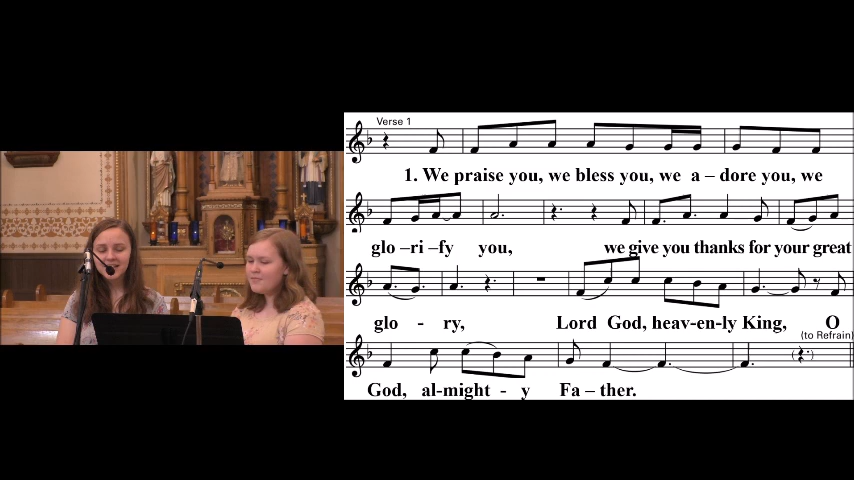 Verse 1
1. We praise you, we bless you, we a – dore you, we
glo –ri –fy you, we give you thanks for your great
glo - ry, Lord God, heav-en-ly King, O
(to Refrain)
God, al-might - y Fa – ther.